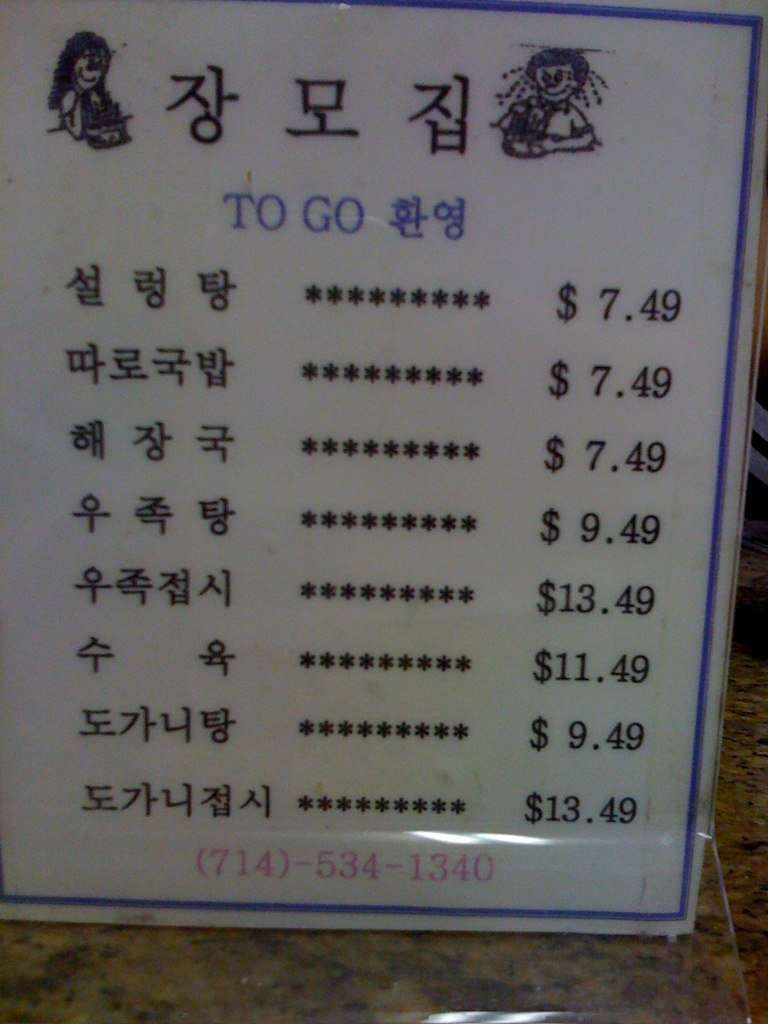 장 모 집
TO GO 환영
설 렁 탕 ********* $ 7.49
따로국밥 ********* $ 7.49
해 장 국 ********* $ 7.49
우 족 탕 ********* $ 9.49
우족접시 ********* $13.49
수 육 ********* $11.49
도가니탕 ********* $ 9.49
도가니접시 ********* $13.49
(714)-534-1340